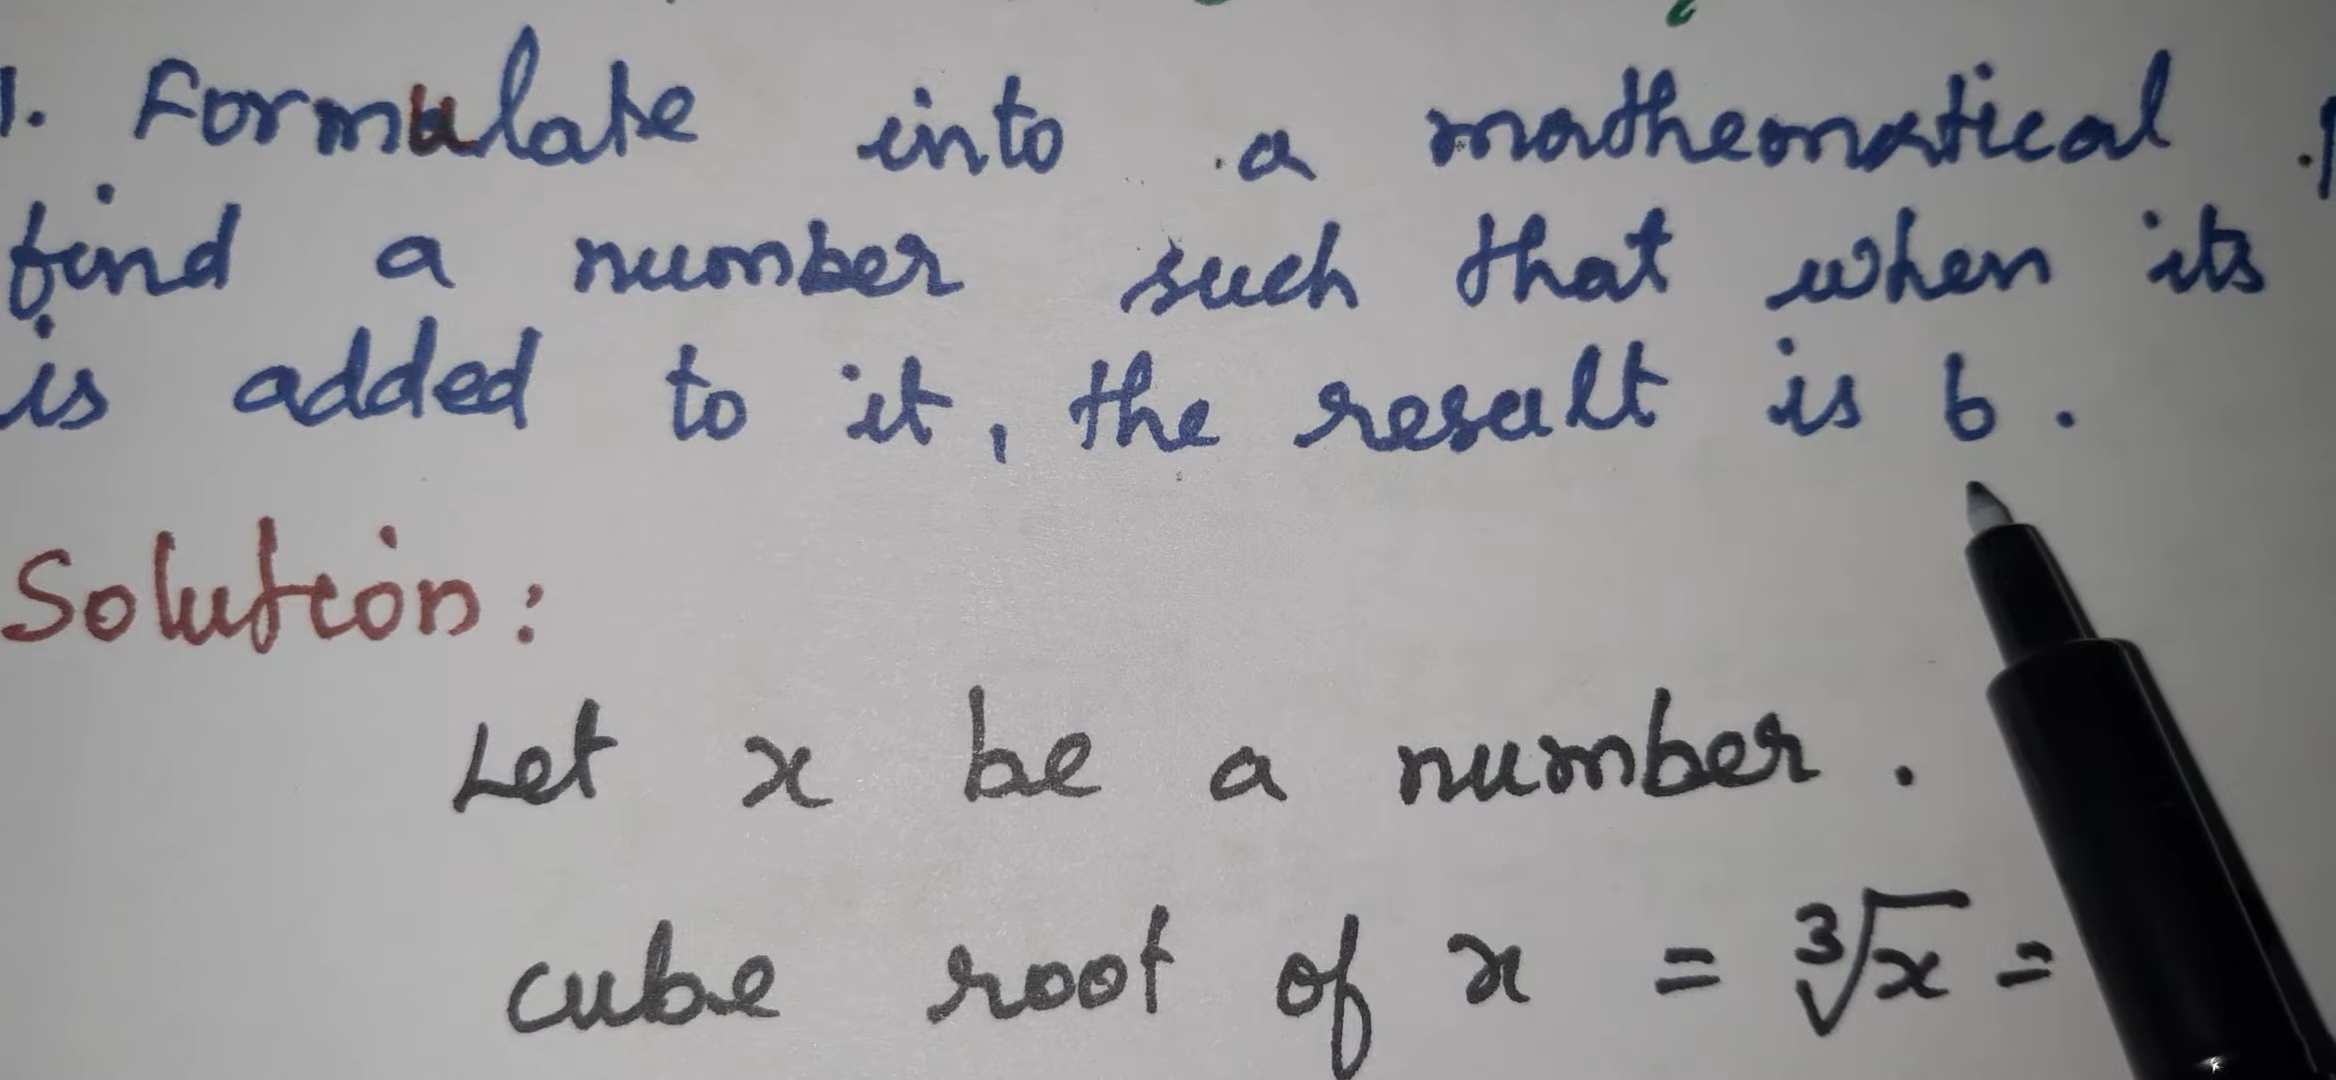 1. Formulate into a mathematical
find a number such that when its
is added to it, the result is 6.
Solution:
Let x be a number.
cube root of x = ∛x =